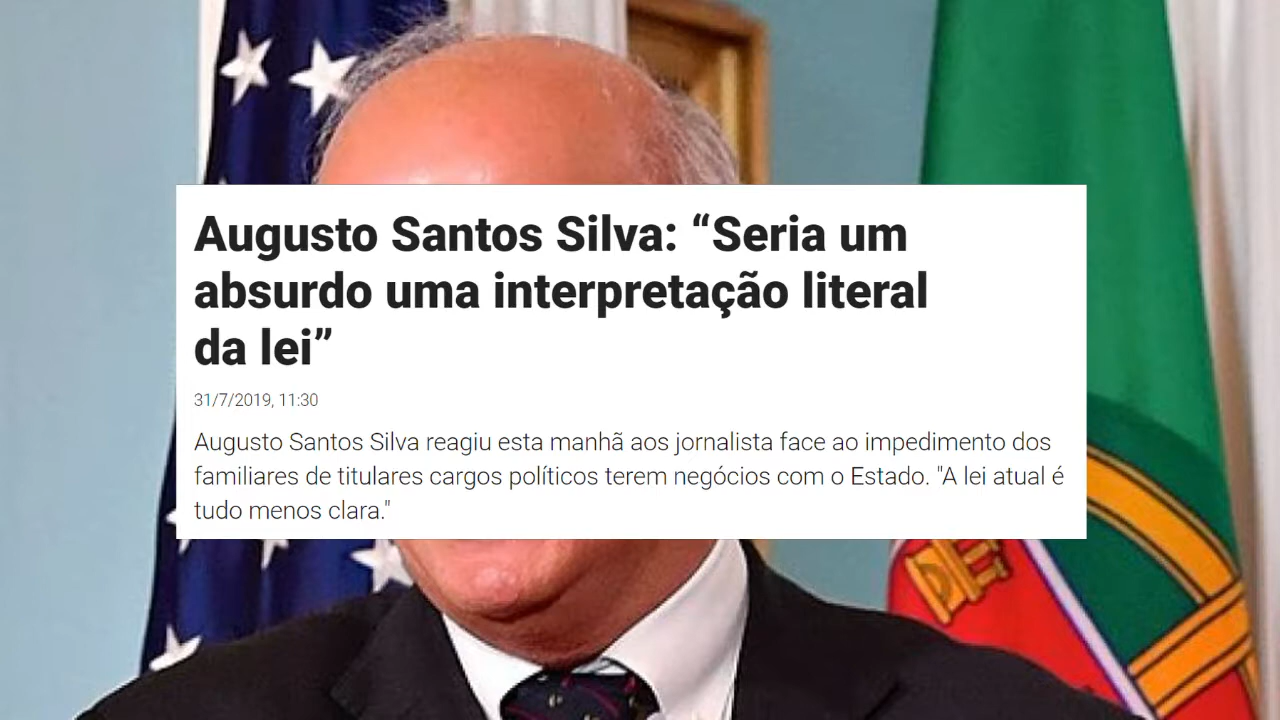 Augusto Santos Silva: “Seria um
absurdo uma interpretação literal
da lei”
31/7/2019, 11:30
Augusto Santos Silva reagiu esta manhã aos jornalista face ao impedimento dos
familiares de titulares cargos políticos terem negócios com o Estado. "A lei atual é
tudo menos clara."